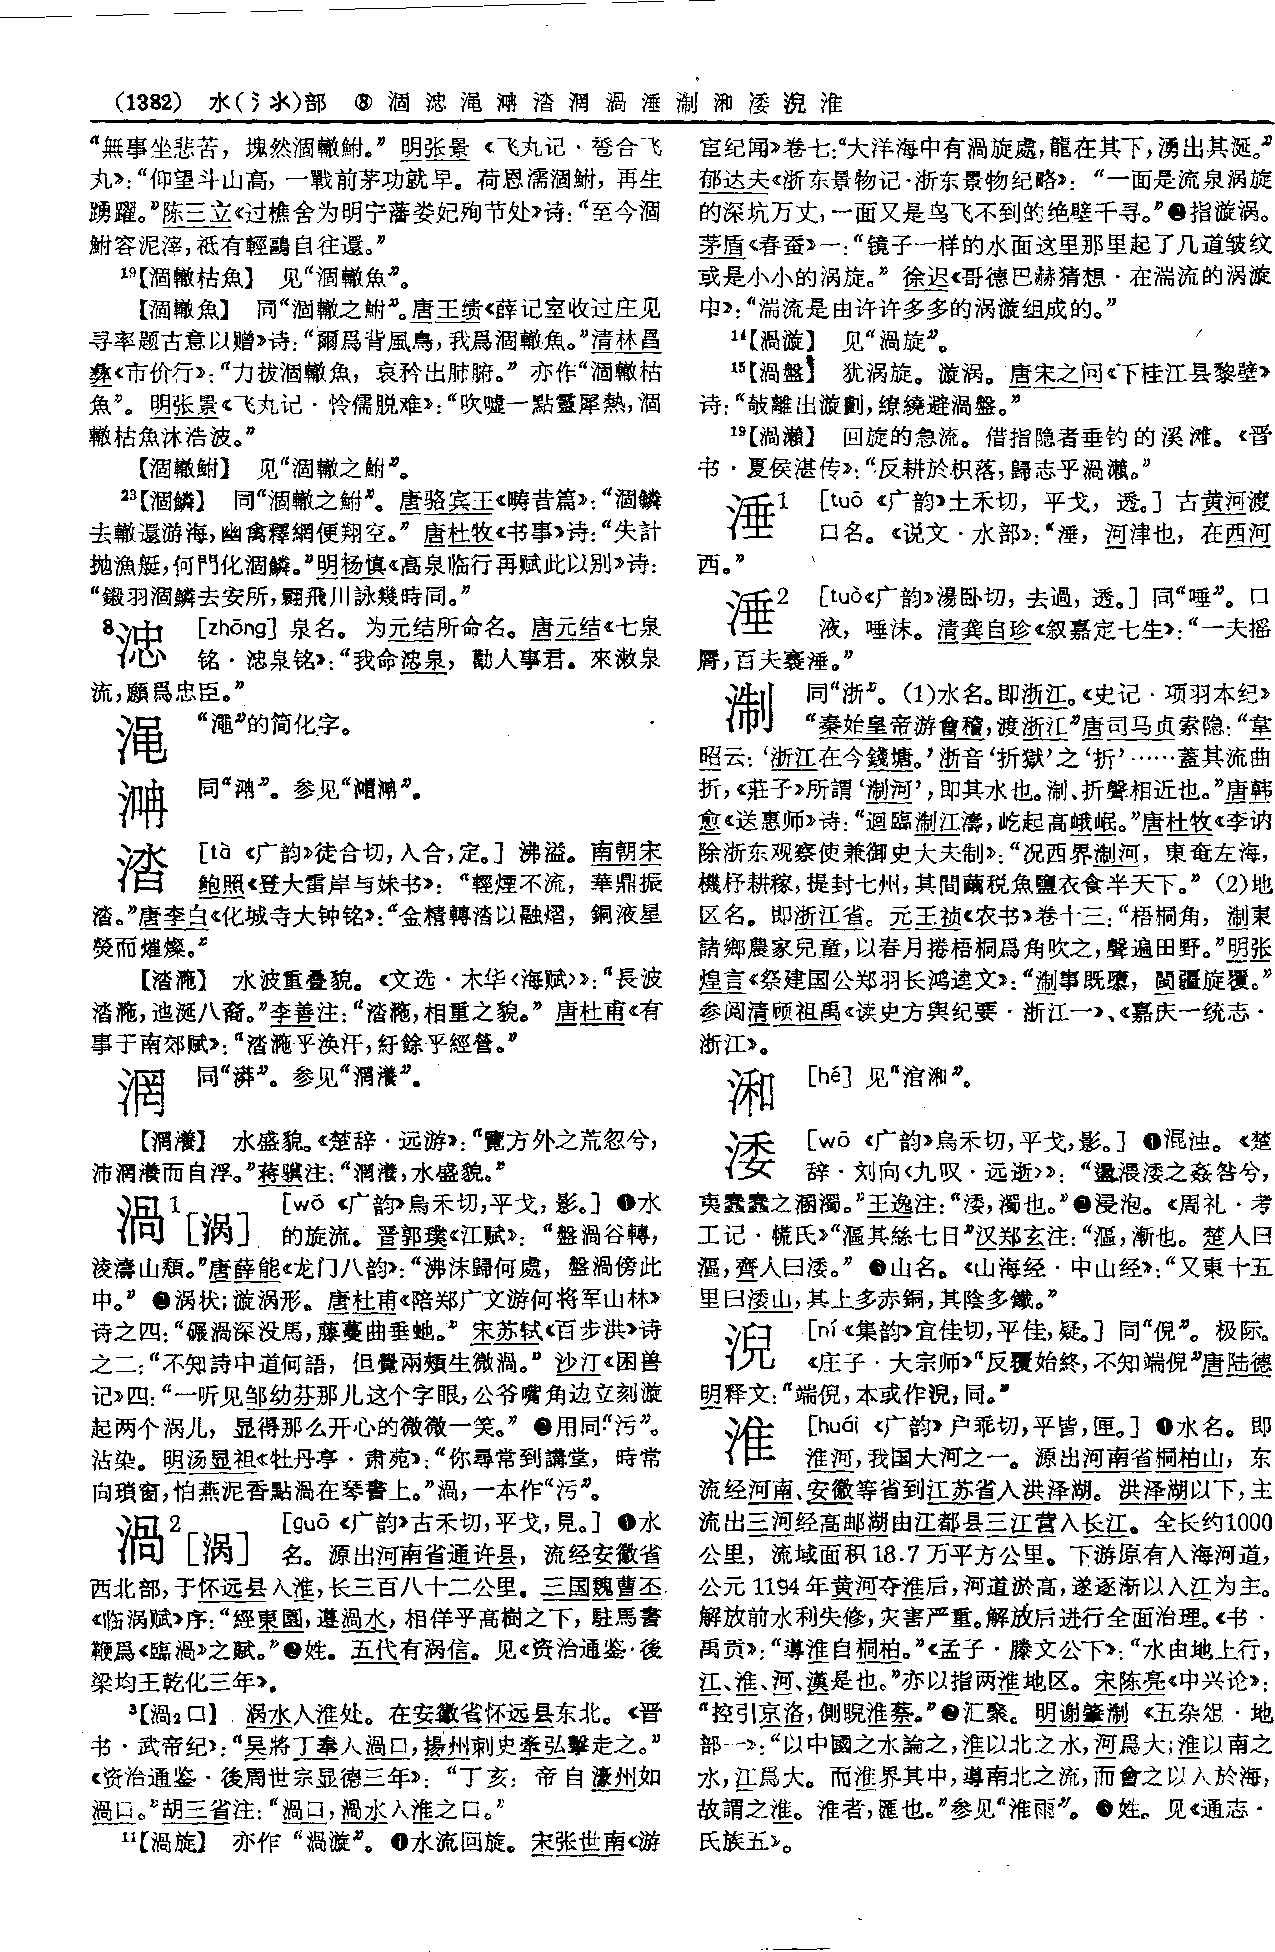 (1382) 水(氵氺)部 ⑧ 涸 淴 渑 渊 涾 㴏 渦 涶 淛 湏 涹 淣 淮
“無事坐悲苦，塊然涸轍鮒。” 明张景《飞丸记·卺合飞
丸》：“仰望斗山高，一戰前茅功就早。荷恩濡涸鮒，再生
踴躍。”陈三立《过樵舍为明宁藩娄妃殉节处》诗：“至今涸
鮒容泥滓，祇有輕鷗自往還。”
¹⁹【涸轍枯魚】 见“涸轍魚”。
【涸轍魚】 同“涸轍之鮒”。唐王绩《薛记室收过庄见
寻率题古意以赠》诗：“爾爲背風鳥，我爲涸轍魚。”清林昌
彝《市价行》：“力拔涸轍魚，哀矜出肺腑。” 亦作“涸轍枯
魚”。 明张景《飞丸记·怜儒脱难》：“吹噓一點靈犀熱，涸
轍枯魚沐浩波。”
【涸轍鮒】 见“涸轍之鮒”。
²³【涸鱗】 同“涸轍之鮒”。唐骆宾王《畴昔篇》：“涸鱗
去轍還游海，幽禽釋網便翔空。” 唐杜牧《书事》诗：“失計
抛漁艇，何門化涸鱗。”明杨慎《高泉临行再赋此以别》诗：
“鎩羽涸鱗去安所，翾飛川詠幾時同。”
8 淴 [zhōng] 泉名。为元结所命名。唐元结《七泉
铭·㴓泉铭》：“我命㴓泉，勸人事君。來漱泉
流，願爲忠臣。”
渑 “澠”的简化字。
同“㴙”。参见“”。
涾 [tà 《广韵》徒合切，入合，定。] 沸溢。南朝宋
鲍照《登大雷岸与妹书》：“輕煙不流，華鼎振
涾。”唐李白《化城寺大钟铭》：“金精轉涾以融熠，銅液星
熒而熣燦。”
【涾㴰】 水波重叠貌。《文选·木华〈海赋〉》：“長波
涾㴰，迆涎八裔。”李善注：“涾㴰，相重之貌。” 唐杜甫《有
事于南郊赋》：“涾㴰乎渙汗，紆餘乎經營。”
㴏 同“漭”。参见“㴏瀁”。
【㴏瀁】 水盛貌。《楚辞·远游》：“覽方外之荒忽兮，
沛㴏瀁而自浮。”蒋骥注：“㴏瀁，水盛貌。”
渦¹[涡] [wō 《广韵》烏禾切，平戈，影。] ❶水
的旋流。晋郭璞《江赋》：“盤渦谷轉，
淩濤山頹。”唐薛能《龙门八韵》：“沸沫歸何處，盤渦傍此
中。” ❷涡状；漩涡形。唐杜甫《陪郑广文游何将军山林》
诗之四：“碾渦深没馬，藤蔓曲垂虵。” 宋苏轼《百步洪》诗
之二：“不知詩中道何語，但覺兩頰生微渦。” 沙汀《困兽
记》四：“一听见邹幼芬那儿这个字眼，公爷嘴角边立刻漩
起两个涡儿，显得那么开心的微微一笑。” ❸用同“污”。
沾染。明汤显祖《牡丹亭·肃苑》：“你尋常到講堂，時常
向瑣窗，怕燕泥香點渦在琴書上。”渦，一本作“污”。
渦²[涡] [guō 《广韵》古禾切，平戈，見。] ❶水
名。源出河南省通许县，流经安徽省
西北部，于怀远县入淮，长三百八十二公里。三国魏曹丕
《临涡赋》序：“經東園，遵渦水，相佯乎高樹之下，駐馬書
鞭爲《臨渦》之赋。”❷姓。五代有涡信。见《资治通鉴·後
梁均王乾化三年》。
³【渦₂口】 涡水入淮处。在安徽省怀远县东北。《晋
书·武帝纪》：“吴將丁奉入渦口，揚州刺史牽弘擊走之。”
《资治通鉴·後周世宗显德三年》：“丁亥：帝自濠州如
渦口。”胡三省注：“渦口，渦水入淮之口。”
¹¹【渦旋】 亦作“渦漩”。❶水流回旋。宋张世南《游
宦纪闻》卷七：“大洋海中有渦旋處，龍在其下，湧出其涎。”
郁达夫《浙东景物记·浙东景物纪略》：“一面是流泉涡旋
的深坑万丈，一面又是鸟飞不到的绝壁千寻。”❷指漩涡。
茅盾《春蚕》一：“镜子一样的水面这里那里起了几道皱纹
或是小小的涡旋。” 徐迟《哥德巴赫猜想·在湍流的涡漩
中》：“湍流是由许许多多的涡漩组成的。”
¹⁴【渦漩】 见“渦旋”。
¹⁵【渦盤】 犹涡旋。漩涡。唐宋之问《下桂江县黎壁》
诗：“攲離出漩劃，繚繞避渦盤。”
¹⁹【渦瀨】 回旋的急流。借指隐者垂钓的溪滩。《晋
书·夏侯湛传》：“反耕於枳落，歸志乎渦瀨。”
涶¹ [tuō 《广韵》土禾切，平戈，透。] 古黄河渡
口名。《说文·水部》：“涶，河津也，在西河
西。”
涶² [tuò《广韵》湯卧切，去過，透。] 同“唾”。口
液，唾沫。清龚自珍《叙嘉定七生》：“一夫摇
脣，百夫褰涶。”
淛 同“浙”。(1)水名。即浙江。《史记·项羽本纪》
“秦始皇帝游會稽，渡浙江”唐司马贞索隐：“韋
昭云：‘浙江在今錢塘。’浙音‘折獄’之‘折’……蓋其流曲
折，《莊子》所謂‘淛河’，即其水也。淛、折聲相近也。”唐韩
愈《送惠师》诗：“迴臨淛江濤，屹起高峨岷。”唐杜牧《李讷
除浙东观察使兼御史大夫制》：“况西界淛河，東奄左海，
機杼耕稼，提封七州，其間繭税魚鹽衣食半天下。” (2)地
区名。即浙江省。元王祯《农书》卷十三：“梧桐角，淛東
諸鄉農家兒童，以春月捲梧桐爲角吹之，聲遍田野。”明张
煌言《祭建国公郑羽长鸿逵文》：“淛事既隳，閩疆旋覆。”
参阅清顾祖禹《读史方舆纪要·浙江一》、《嘉庆一统志·
浙江》。
[hé] 见“”。
涹 [wō 《广韵》烏禾切，平戈，影。] ❶混浊。《楚
辞·刘向〈九叹·远逝〉》：“盪渨涹之姦咎兮，
夷蠢蠢之溷濁。”王逸注：“涹，濁也。”❷浸泡。《周礼·考
工记·㡛氏》“漚其絲七日”汉郑玄注：“漚，漸也。楚人曰
漚，齊人曰涹。” ❸山名。《山海经·中山经》：“又東十五
里曰涹山，其上多赤銅，其陰多鐵。”
淣 [ní《集韵》宜佳切，平佳，疑。] 同“倪”。极际。
《庄子·大宗师》“反覆始終，不知端倪”唐陆德
明释文：“端倪，本或作淣，同。”
淮 [huái 《广韵》户乖切，平皆，匣。] ❶水名。即
淮河，我国大河之一。源出河南省桐柏山，东
流经河南、安徽等省到江苏省入洪泽湖。洪泽湖以下，主
流出三河经高邮湖由江都县三江营入长江。全长约1000
公里，流域面积18.7万平方公里。下游原有入海河道，
公元1194年黄河夺淮后，河道淤高，遂逐渐以入江为主。
解放前水利失修，灾害严重。解放后进行全面治理。《书·
禹贡》：“導淮自桐柏。”《孟子·滕文公下》：“水由地上行，
江、淮、河、漢是也。”亦以指两淮地区。宋陈亮《中兴论》：
“控引京洛，側睨淮蔡。”❷汇聚。明谢肇淛《五杂俎·地
部一》：“以中國之水論之，淮以北之水，河爲大；淮以南之
水，江爲大。而淮界其中，導南北之流，而會之以入於海，
故謂之淮。淮者，匯也。”参见“淮雨”。❸姓。见《通志·
氏族五》。